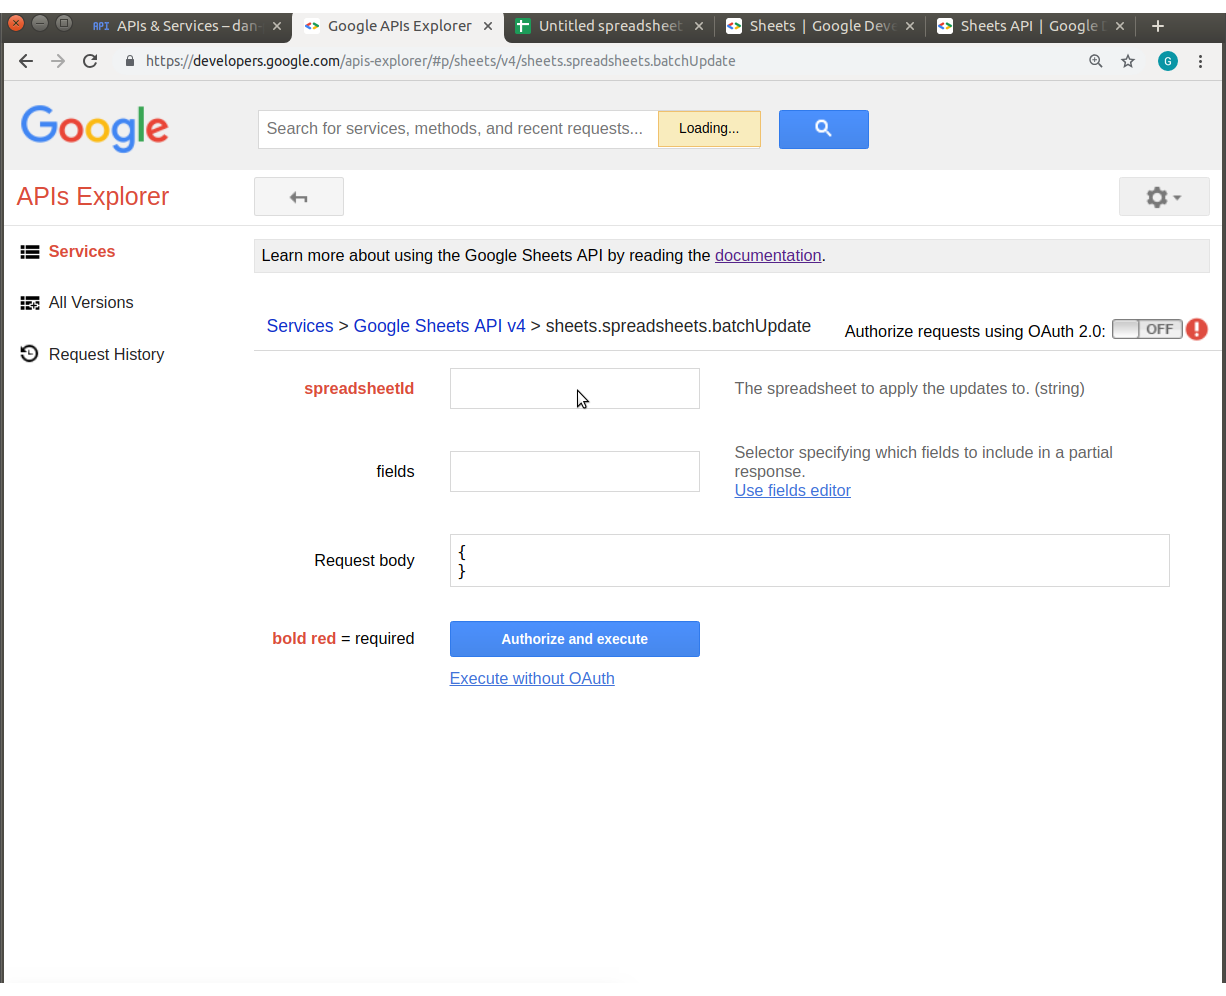 API APIs & Services – dan- Google APIs Explorer Untitled spreadsheet Sheets | Google Deve Sheets API | Google D
https://developers.google.com/apis-explorer/#p/sheets/v4/sheets.spreadsheets.batchUpdate G
Google Search for services, methods, and recent requests... Loading...
APIs Explorer
Services Learn more about using the Google Sheets API by reading the documentation.
All Versions
Services > Google Sheets API v4 > sheets.spreadsheets.batchUpdate Authorize requests using OAuth 2.0: OFF
Request History
spreadsheetId The spreadsheet to apply the updates to. (string)
fields Selector specifying which fields to include in a partial
response.
Use fields editor
Request body {
}
bold red = required Authorize and execute
Execute without OAuth